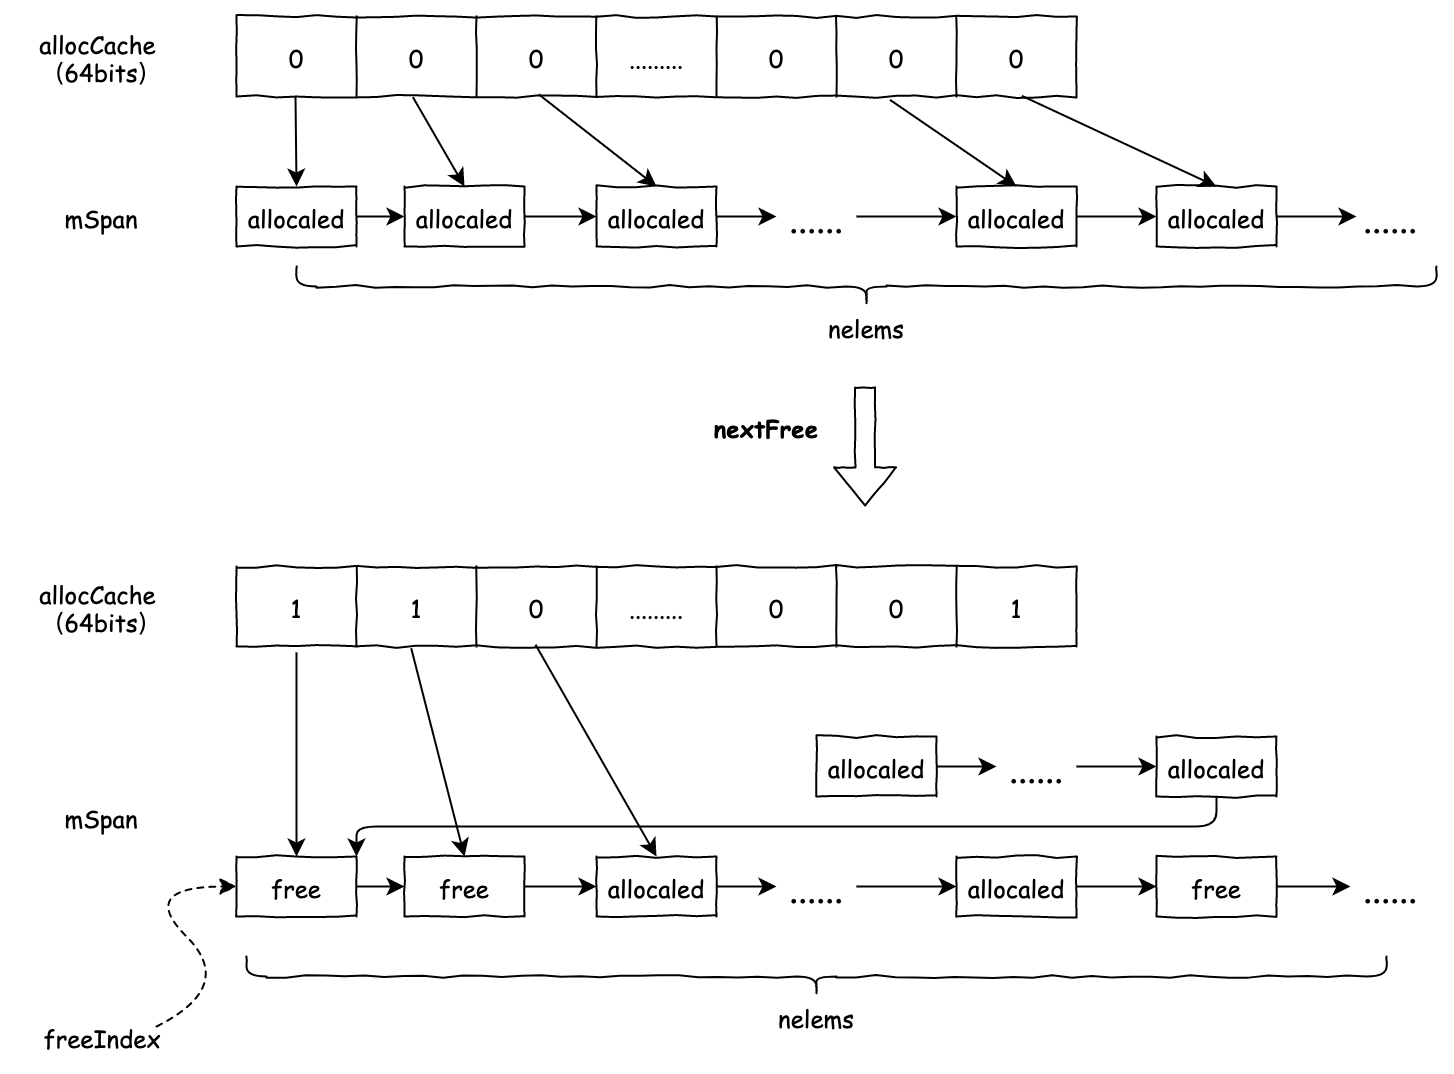 allocCache
(64bits)
0 0 0 ......... 0 0 0
mSpan
allocaled allocaled allocaled ...... allocaled allocaled ......
nelems
nextFree
allocCache
(64bits)
1 1 0 ......... 0 0 1
allocaled ...... allocaled
mSpan
free free allocaled ...... allocaled free ......
nelems
freeIndex